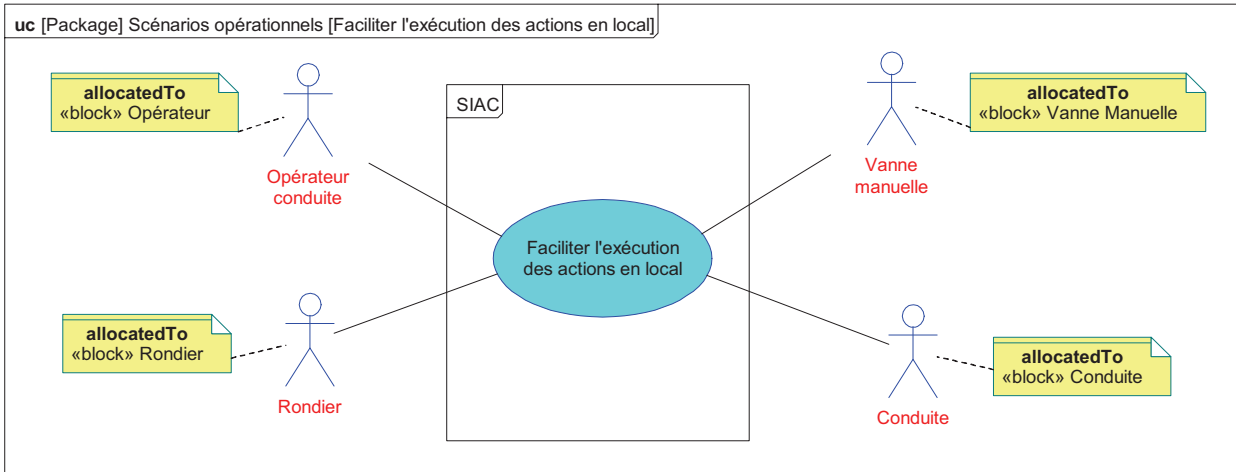 uc [Package] Scénarios opérationnels [Faciliter l'exécution des actions en local]
allocatedTo
«block» Opérateur
Opérateur
conduite
SIAC
Vanne
manuelle
allocatedTo
«block» Vanne Manuelle
Faciliter l'exécution
des actions en local
allocatedTo
«block» Rondier
Rondier
Conduite
allocatedTo
«block» Conduite